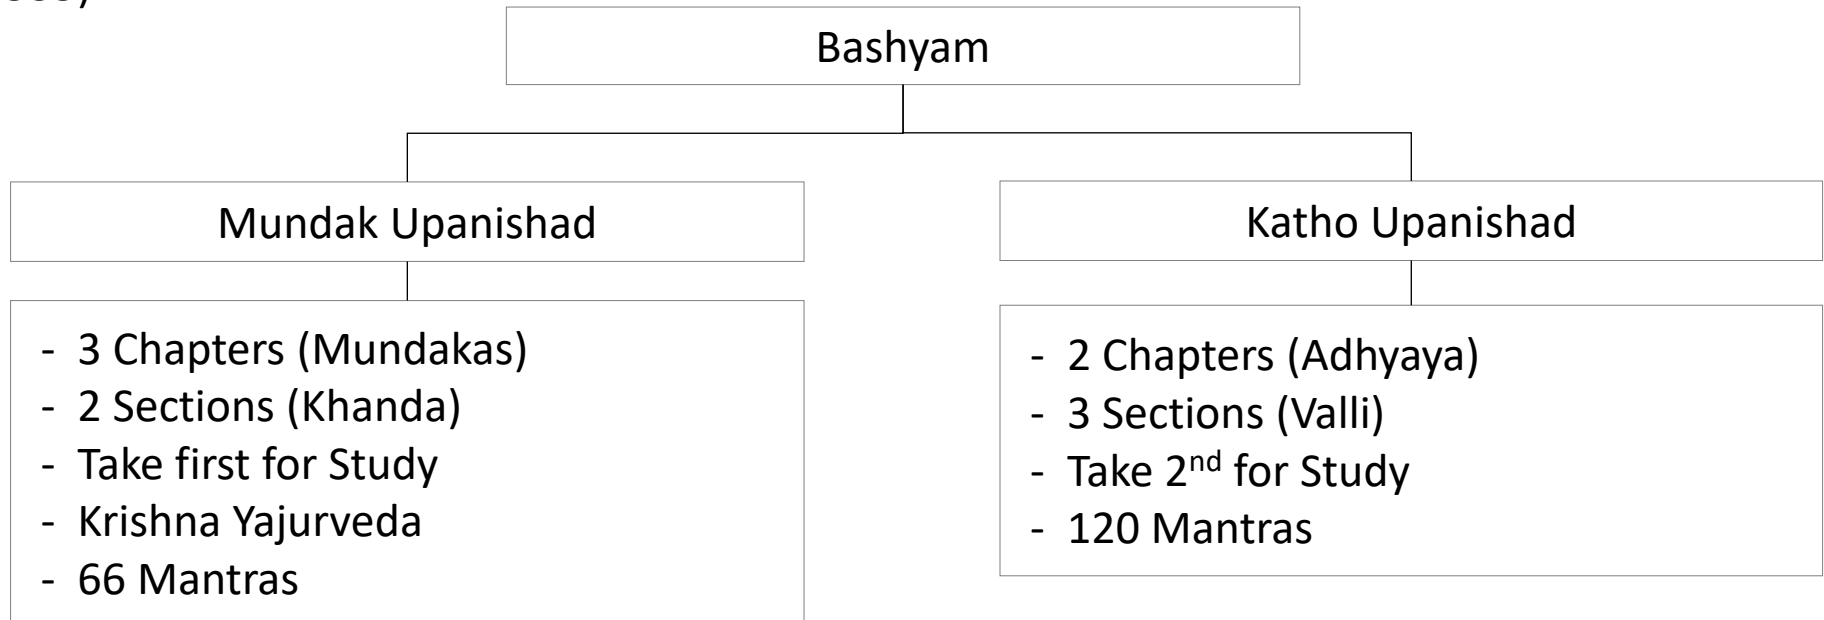 Bashyam
Mundak Upanishad
- 3 Chapters (Mundakas)
- 2 Sections (Khanda)
- Take first for Study
- Krishna Yajurveda
- 66 Mantras
Katho Upanishad
- 2 Chapters (Adhyaya)
- 3 Sections (Valli)
- Take 2nd for Study
- 120 Mantras